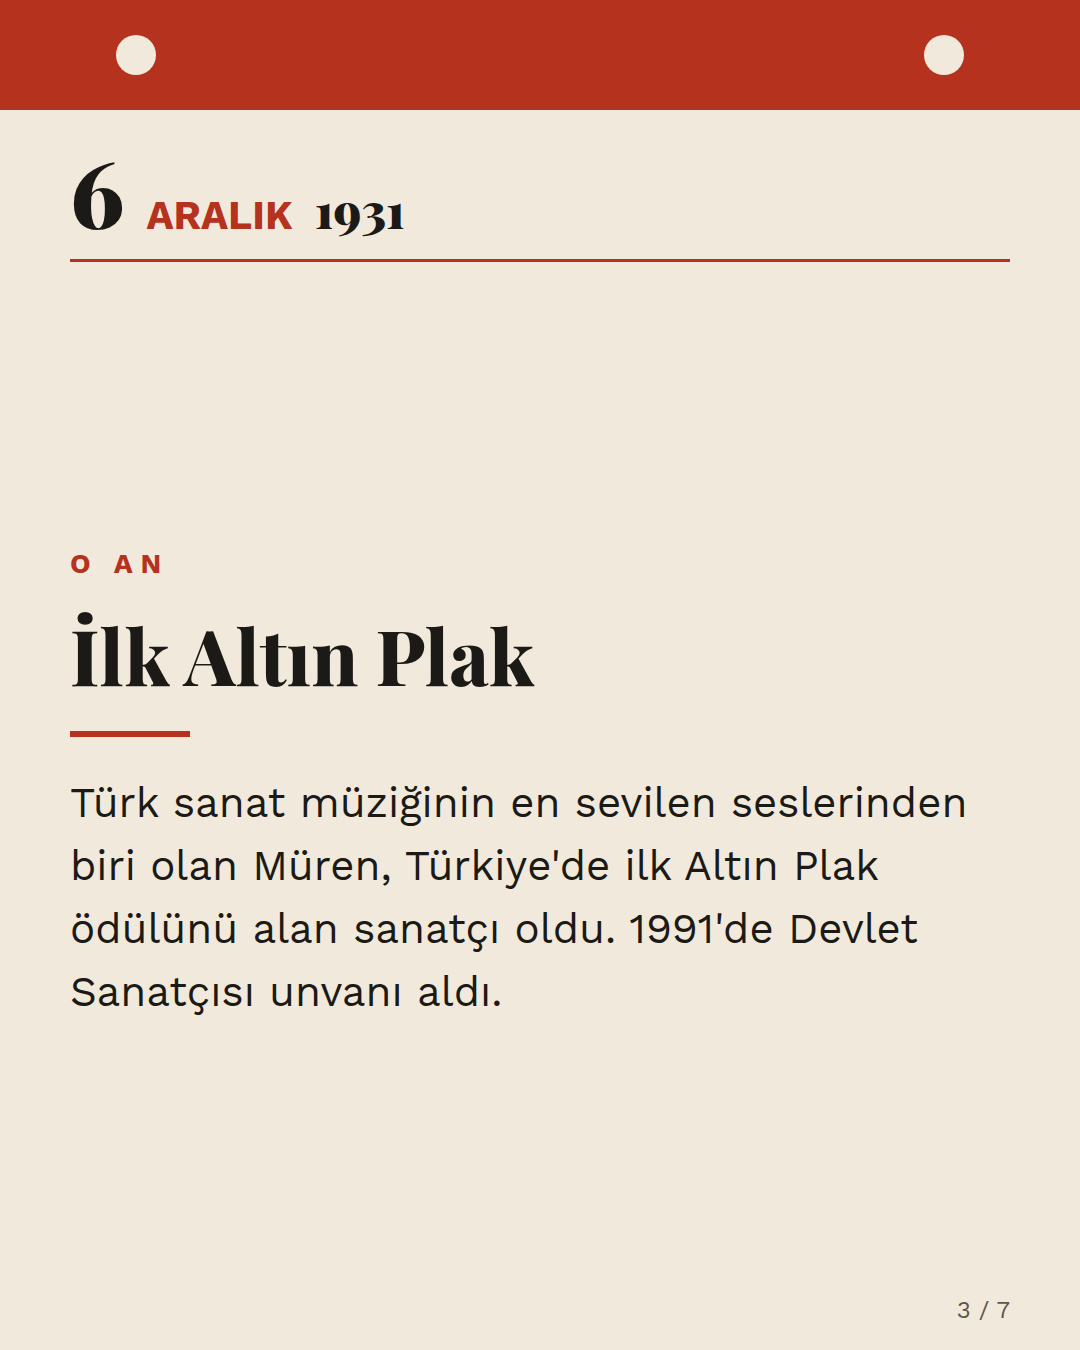 6 ARALIK 1931
O AN
İlk Altın Plak
Türk sanat müziğinin en sevilen seslerinden
biri olan Müren, Türkiye'de ilk Altın Plak
ödülünü alan sanatçı oldu. 1991'de Devlet
Sanatçısı unvanı aldı.
3 / 7